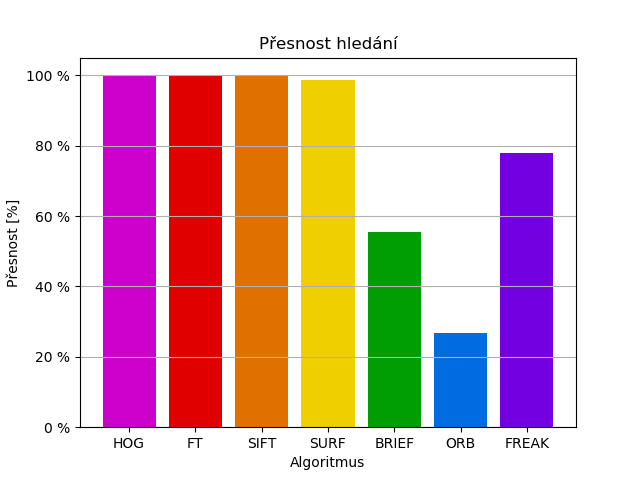 Přesnost hledání
100 %
80 %
60 %
40 %
20 %
0 %
Přesnost [%]
HOG FT SIFT SURF BRIEF ORB FREAK
Algoritmus